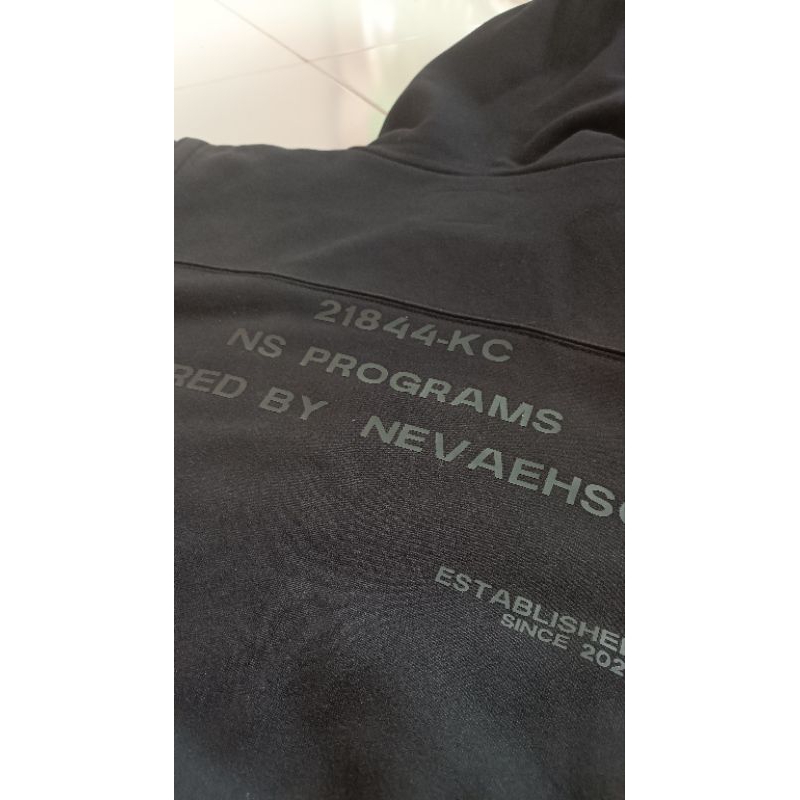 21844-KC
NS PROGRAMS
RED BY NEVAEHS
ESTABLISHE
SINCE 202